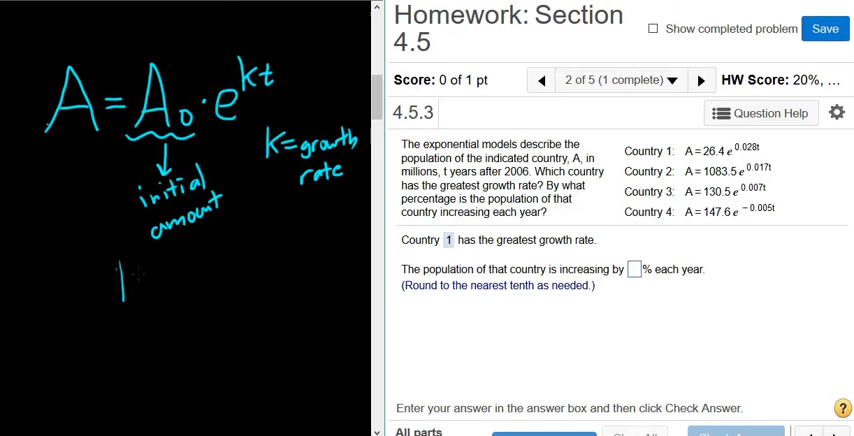 A = A₀ · e^kt
k = growth
rate
initial
amount
Homework: Section
4.5
Show completed problem
Save
Score: 0 of 1 pt
2 of 5 (1 complete)
HW Score: 20%, ...
4.5.3
Question Help
The exponential models describe the
population of the indicated country, A, in
millions, t years after 2006. Which country
has the greatest growth rate? By what
percentage is the population of that
country increasing each year?
Country 1: A = 26.4 e^0.028t
Country 2: A = 1083.5 e^0.017t
Country 3: A = 130.5 e^0.007t
Country 4: A = 147.6 e^− 0.005t
Country 1 has the greatest growth rate.
The population of that country is increasing by % each year.
(Round to the nearest tenth as needed.)
Enter your answer in the answer box and then click Check Answer.
?
All parts
Clear All
Check Answer